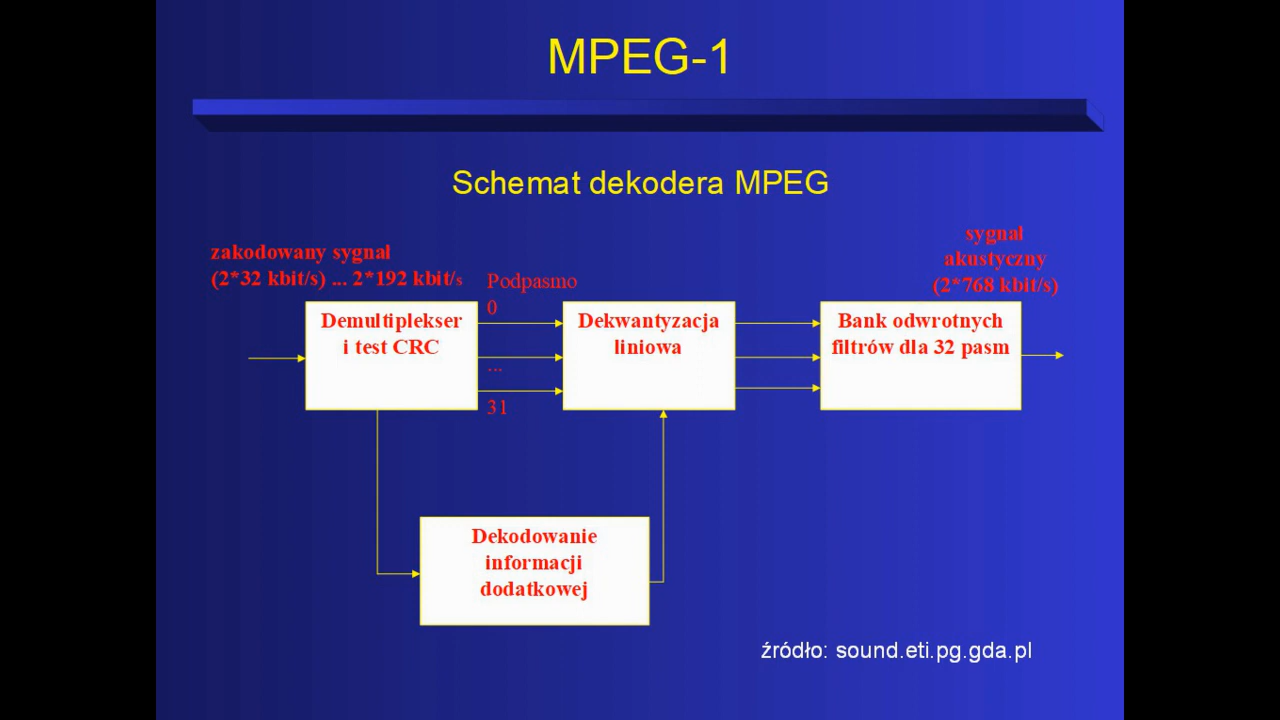 MPEG-1
Schemat dekodera MPEG
zakodowany sygnał
(2*32 kbit/s) ... 2*192 kbit/s
Podpasmo
0
...
31
sygnał
akustyczny
(2*768 kbit/s)
Demultiplekser
i test CRC
Dekwantyzacja
liniowa
Bank odwrotnych
filtrów dla 32 pasm
Dekodowanie
informacji
dodatkowej
źródło: sound.eti.pg.gda.pl